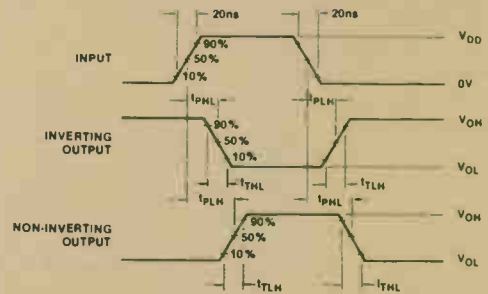 20ns 20ns
INPUT 90% 50% 10% VDD 0V
tPHL tPLH
INVERTING OUTPUT 90% 50% 10% VOH VOL
tTHL tTLH
tPLH tPHL
NON-INVERTING OUTPUT 90% 50% 10% VOH VOL
tTLH tTHL